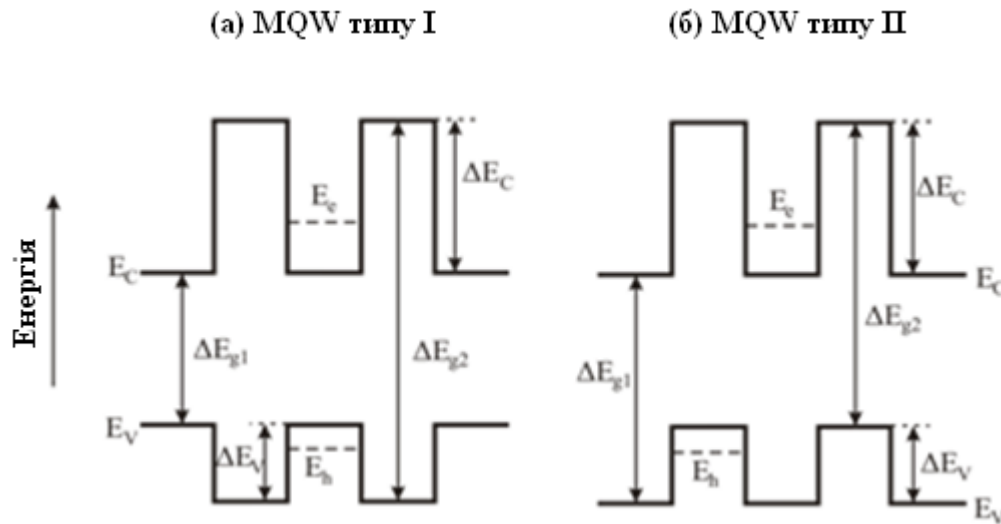 (а) MQW типу I
(б) MQW типу II
Енергія
E_C
E_V
ΔE_g1
ΔE_V
E_e
E_h
ΔE_g2
ΔE_C
ΔE_g1
E_e
E_h
ΔE_g2
ΔE_C
E_C
ΔE_V
E_V